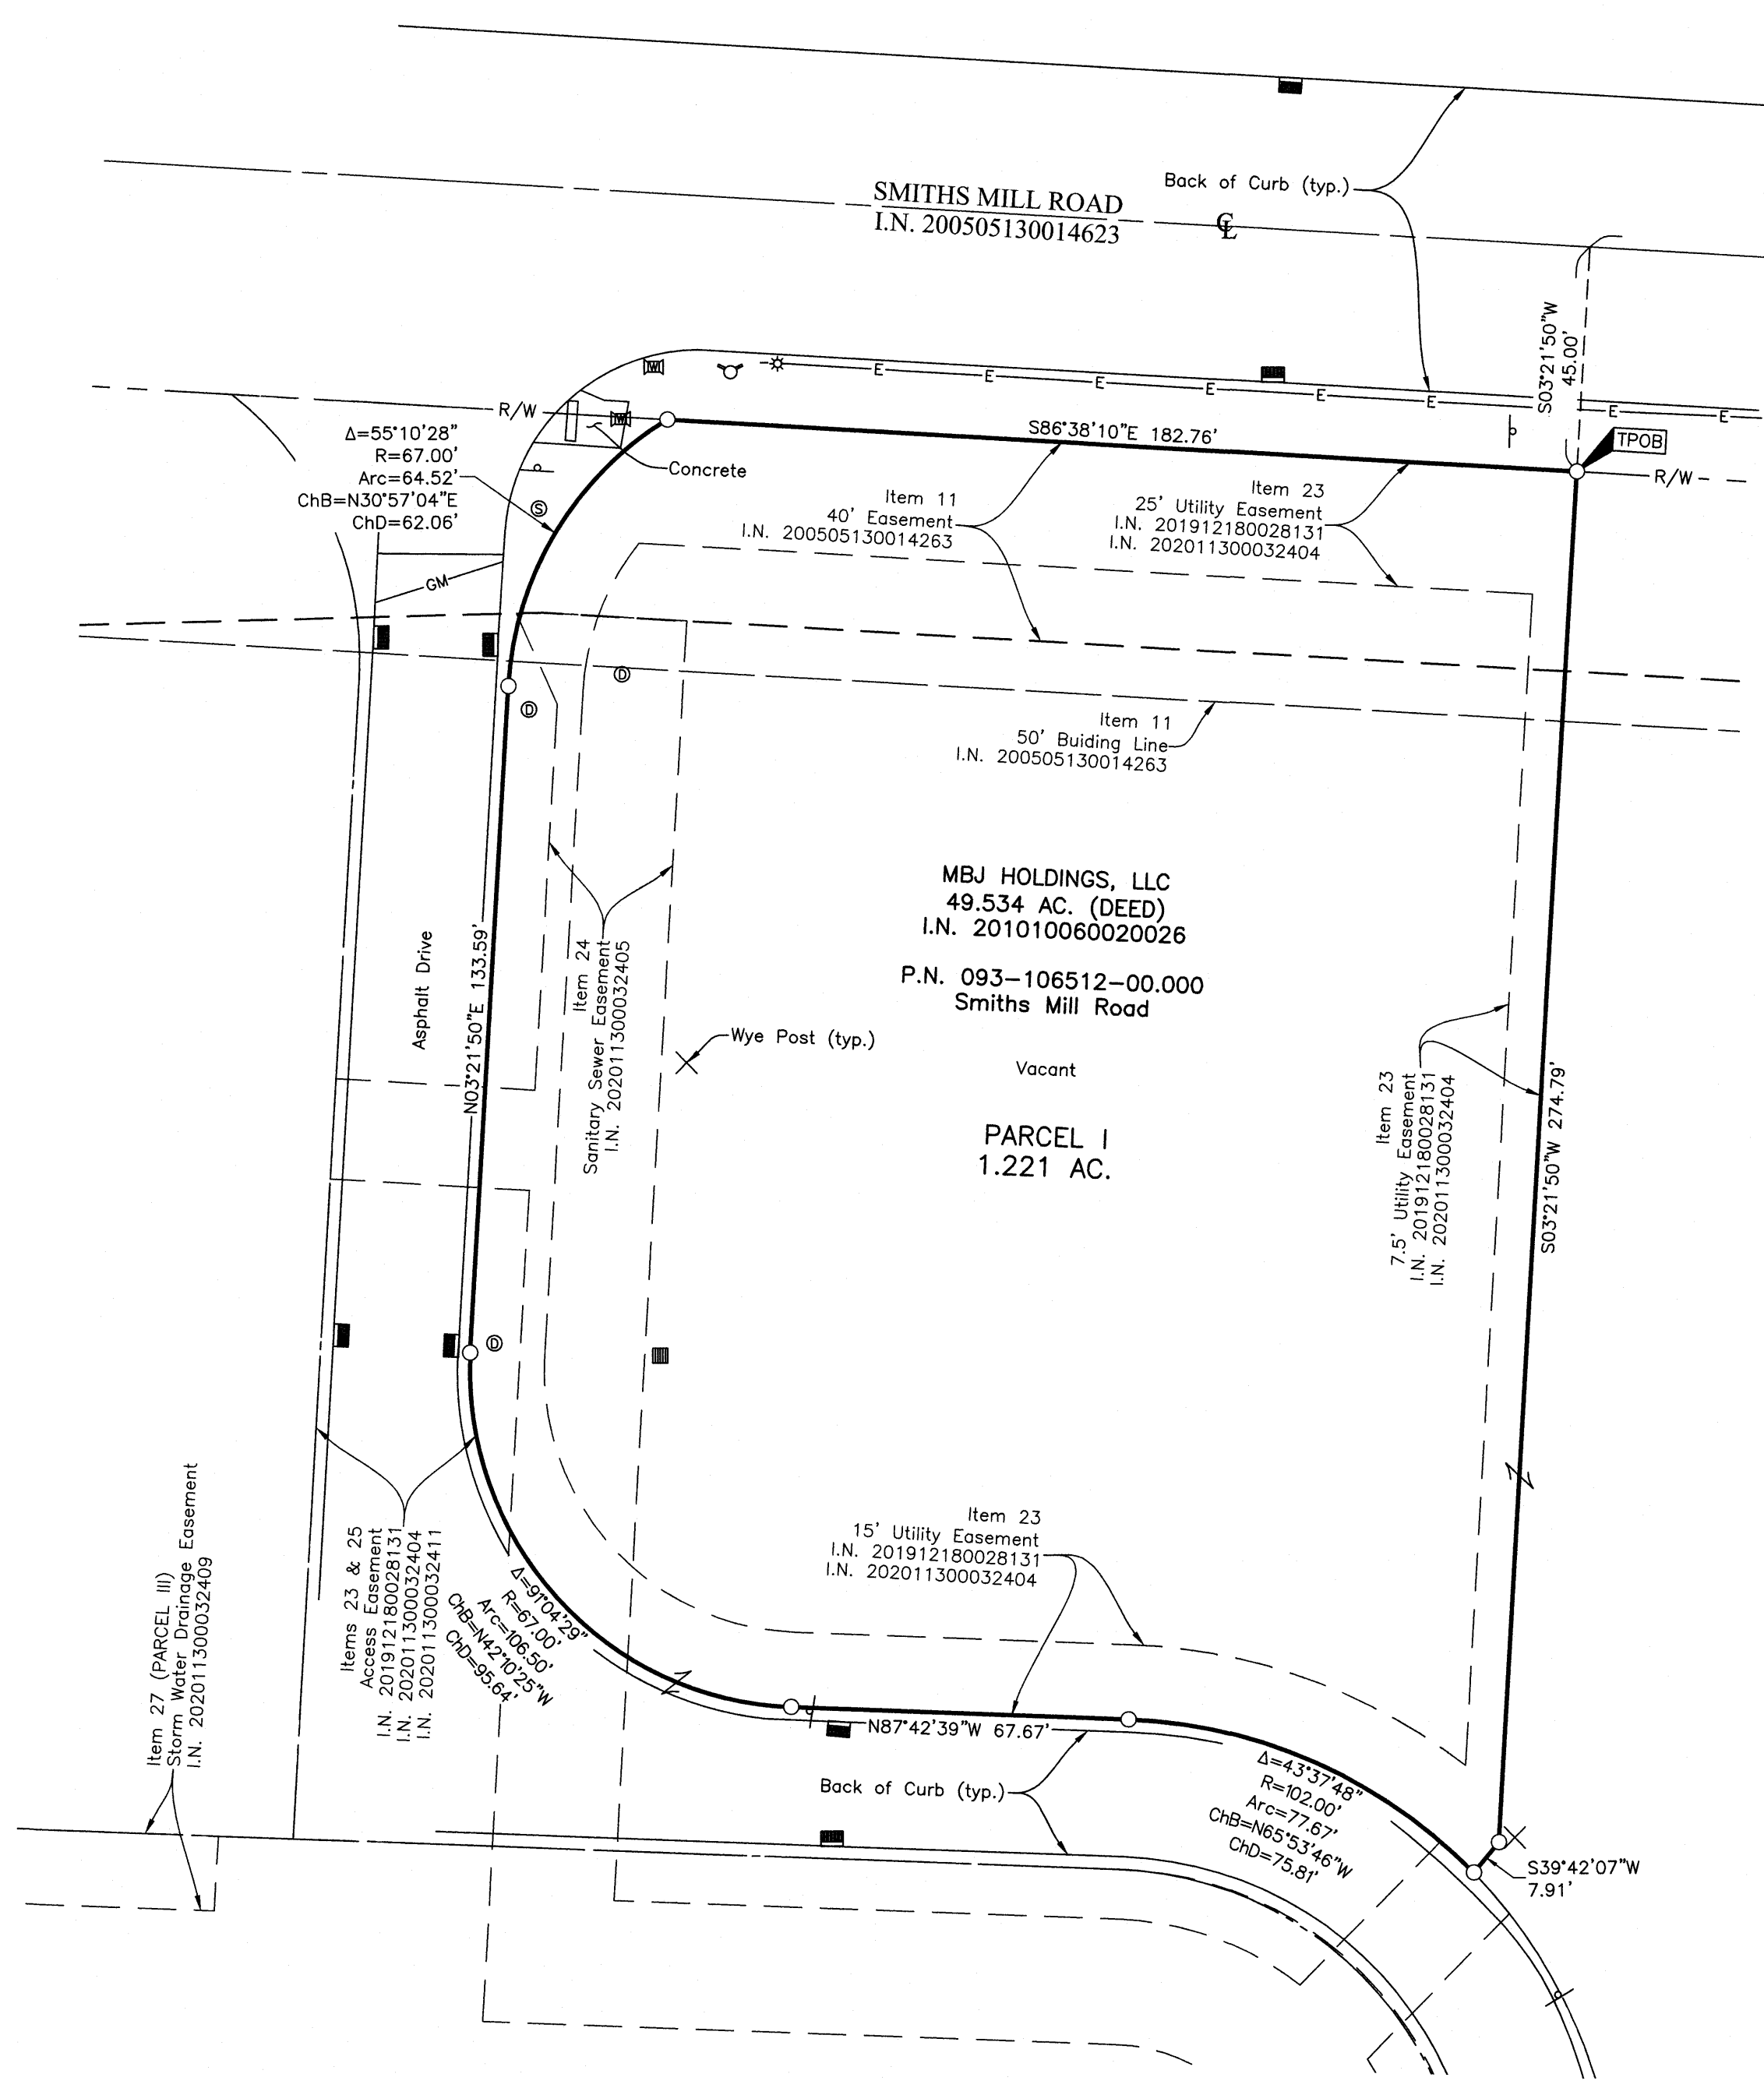 Back of Curb (typ.)
SMITHS MILL ROAD
I.N. 200505130014623
℄
S03°21'50"W
45.00'
E
E
E
E
E
E
E
E
W
W
R/W
TPOB
R/W
S86°38'10"E 182.76'
Δ=55°10'28"
R=67.00'
Arc=64.52'
ChB=N30°57'04"E
ChD=62.06'
Concrete
S
GM
Item 11
40' Easement
I.N. 200505130014263
Item 23
25' Utility Easement
I.N. 201912180028131
I.N. 202011300032404
D
D
Item 11
50' Buiding Line
I.N. 200505130014263
MBJ HOLDINGS, LLC
49.534 AC. (DEED)
I.N. 201010060020026
P.N. 093-106512-00.000
Smiths Mill Road
Vacant
PARCEL I
1.221 AC.
Asphalt Drive
N03°21'50"E 133.59'
Item 24
Sanitary Sewer Easement
I.N. 202011300032405
Wye Post (typ.)
Item 23
7.5' Utility Easement
I.N. 201912180028131
I.N. 202011300032404
S03°21'50"W 274.79'
D
Item 27 (PARCEL III)
Storm Water Drainage Easement
I.N. 202011300032409
Items 23 & 25
Access Easement
I.N. 201912180028131
I.N. 202011300032404
I.N. 202011300032411
Δ=91°04'29"
R=67.00'
Arc=106.50'
ChB=N42°10'25"W
ChD=95.64'
Item 23
15' Utility Easement
I.N. 201912180028131
I.N. 202011300032404
N87°42'39"W 67.67'
Back of Curb (typ.)
Δ=43°37'48"
R=102.00'
Arc=77.67'
ChB=N65°53'46"W
ChD=75.81'
S39°42'07"W
7.91'